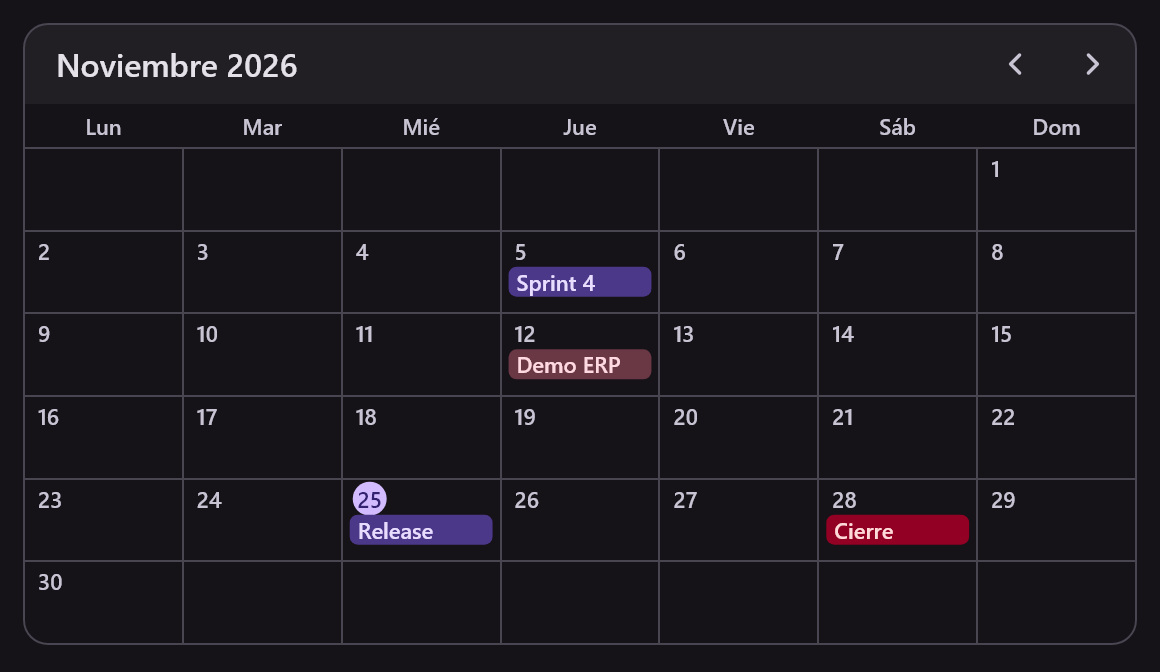 Noviembre 2026
Lun Mar Mié Jue Vie Sáb Dom
1
2 3 4 5 6 7 8
Sprint 4
9 10 11 12 13 14 15
Demo ERP
16 17 18 19 20 21 22
23 24 25 26 27 28 29
Release Cierre
30